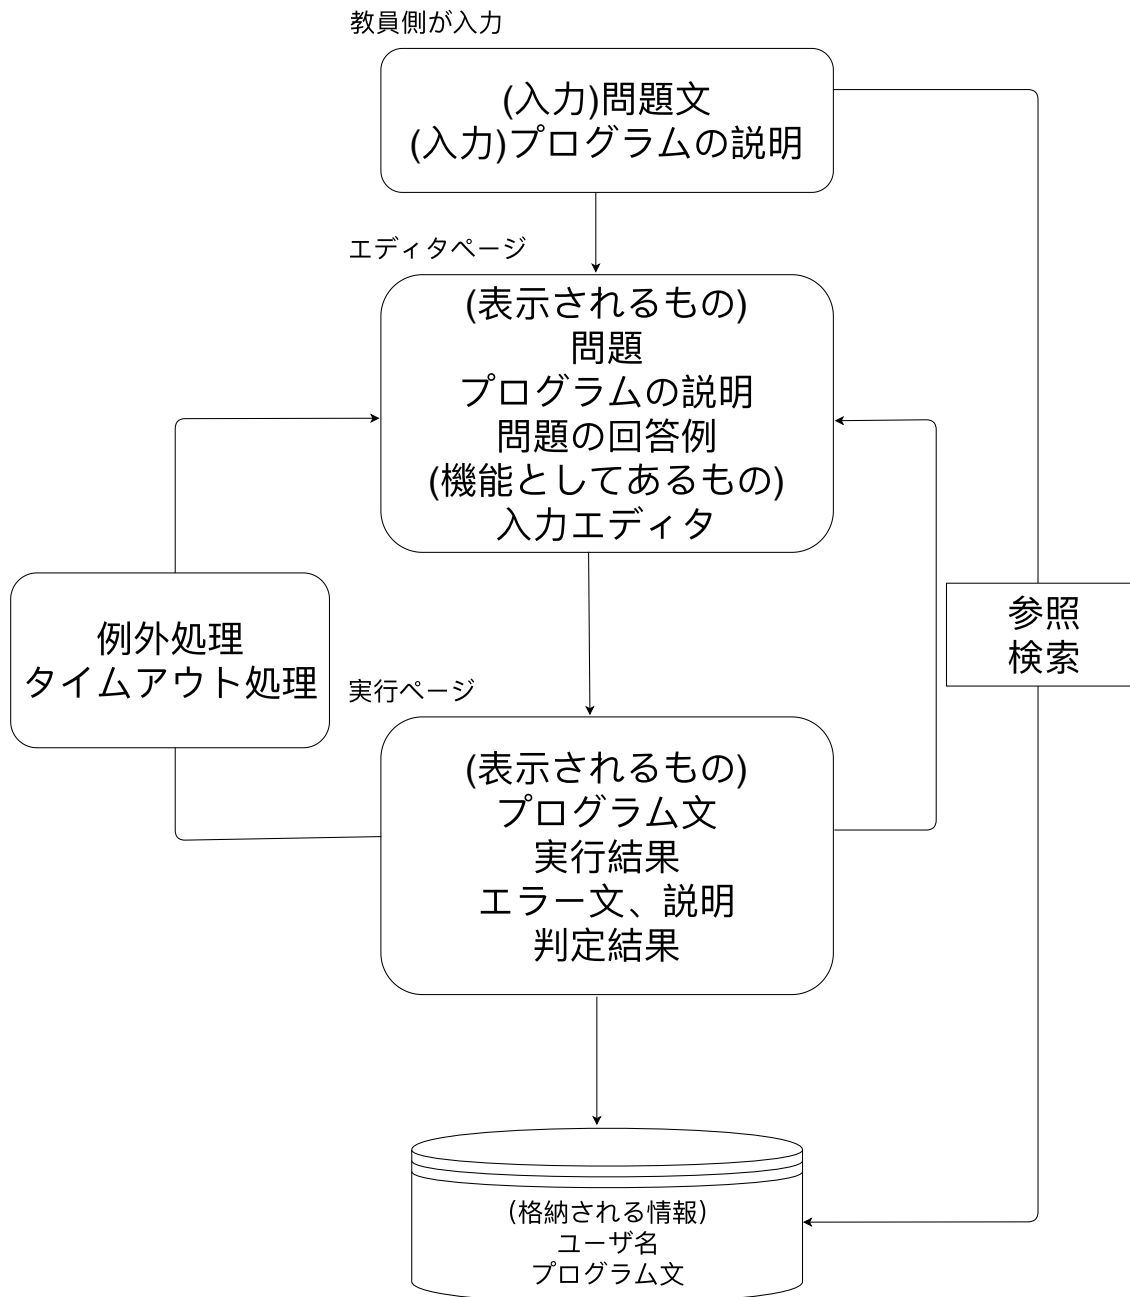 教員側が入力
(入力)問題文
(入力)プログラムの説明
エディタページ
(表示されるもの)
問題
プログラムの説明
問題の回答例
(機能としてあるもの)
入力エディタ
例外処理
タイムアウト処理
参照
検索
実行ページ
(表示されるもの)
プログラム文
実行結果
エラー文、説明
判定結果
(格納される情報)
ユーザ名
プログラム文